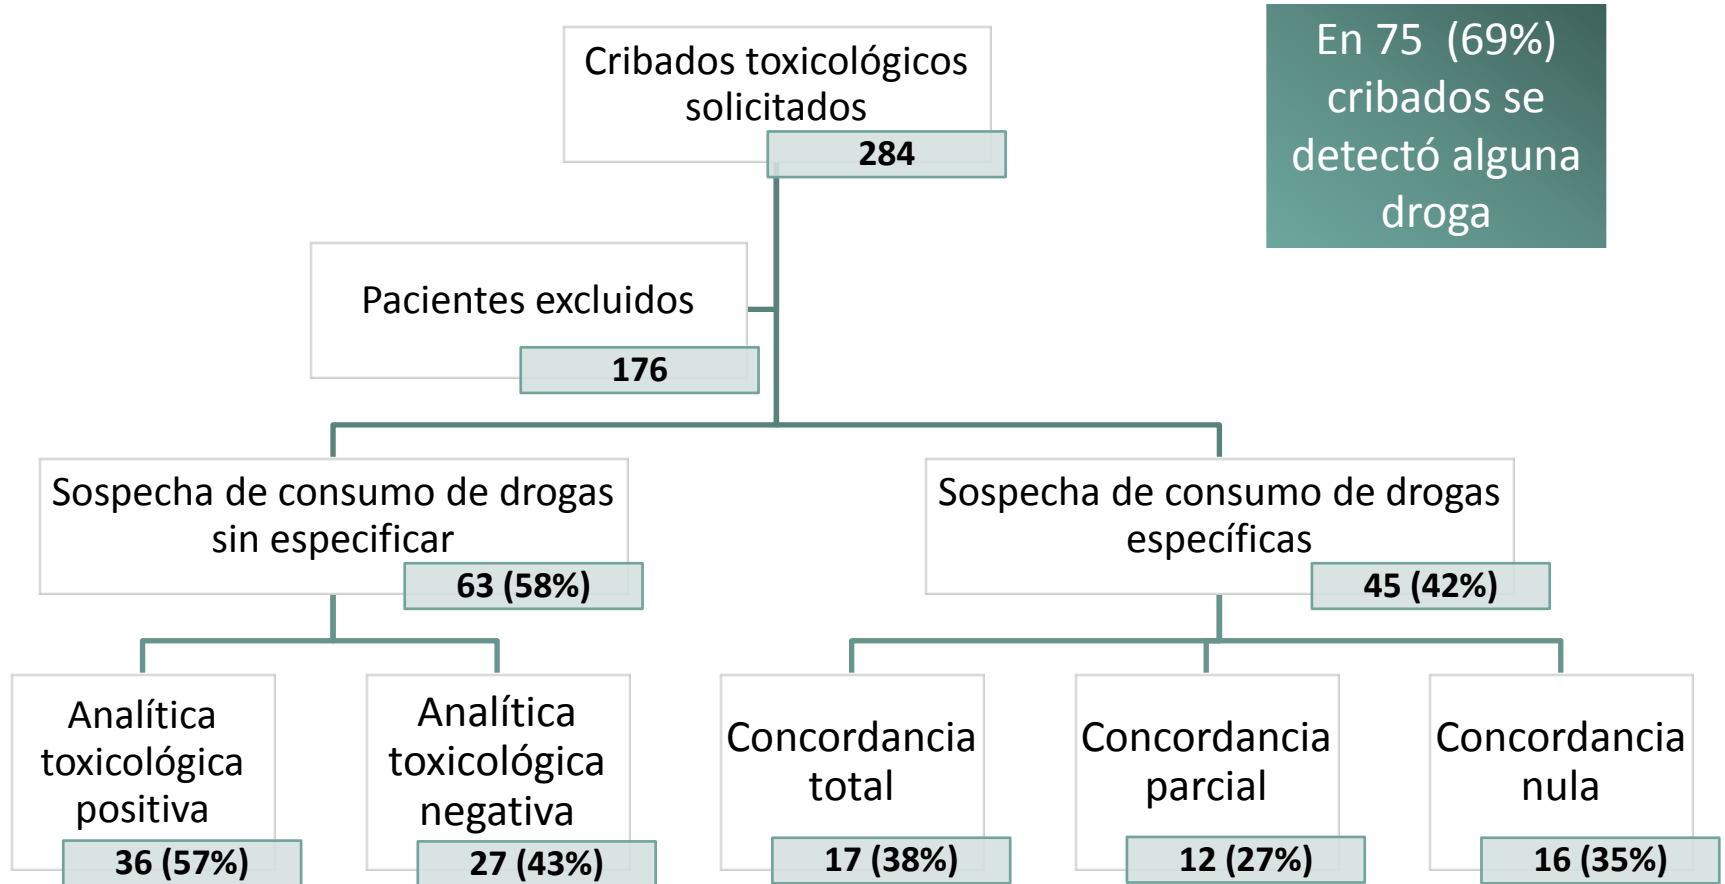 Cribados toxicológicos
solicitados
284
En 75 (69%)
cribados se
detectó alguna
droga
Pacientes excluidos
176
Sospecha de consumo de drogas
sin especificar
63 (58%)
Sospecha de consumo de drogas
específicas
45 (42%)
Analítica
toxicológica
positiva
36 (57%)
Analítica
toxicológica
negativa
27 (43%)
Concordancia
total
17 (38%)
Concordancia
parcial
12 (27%)
Concordancia
nula
16 (35%)